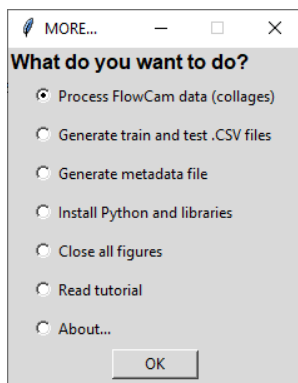 MORE...
What do you want to do?
Process FlowCam data (collages)
Generate train and test .CSV files
Generate metadata file
Install Python and libraries
Close all figures
Read tutorial
About...
OK